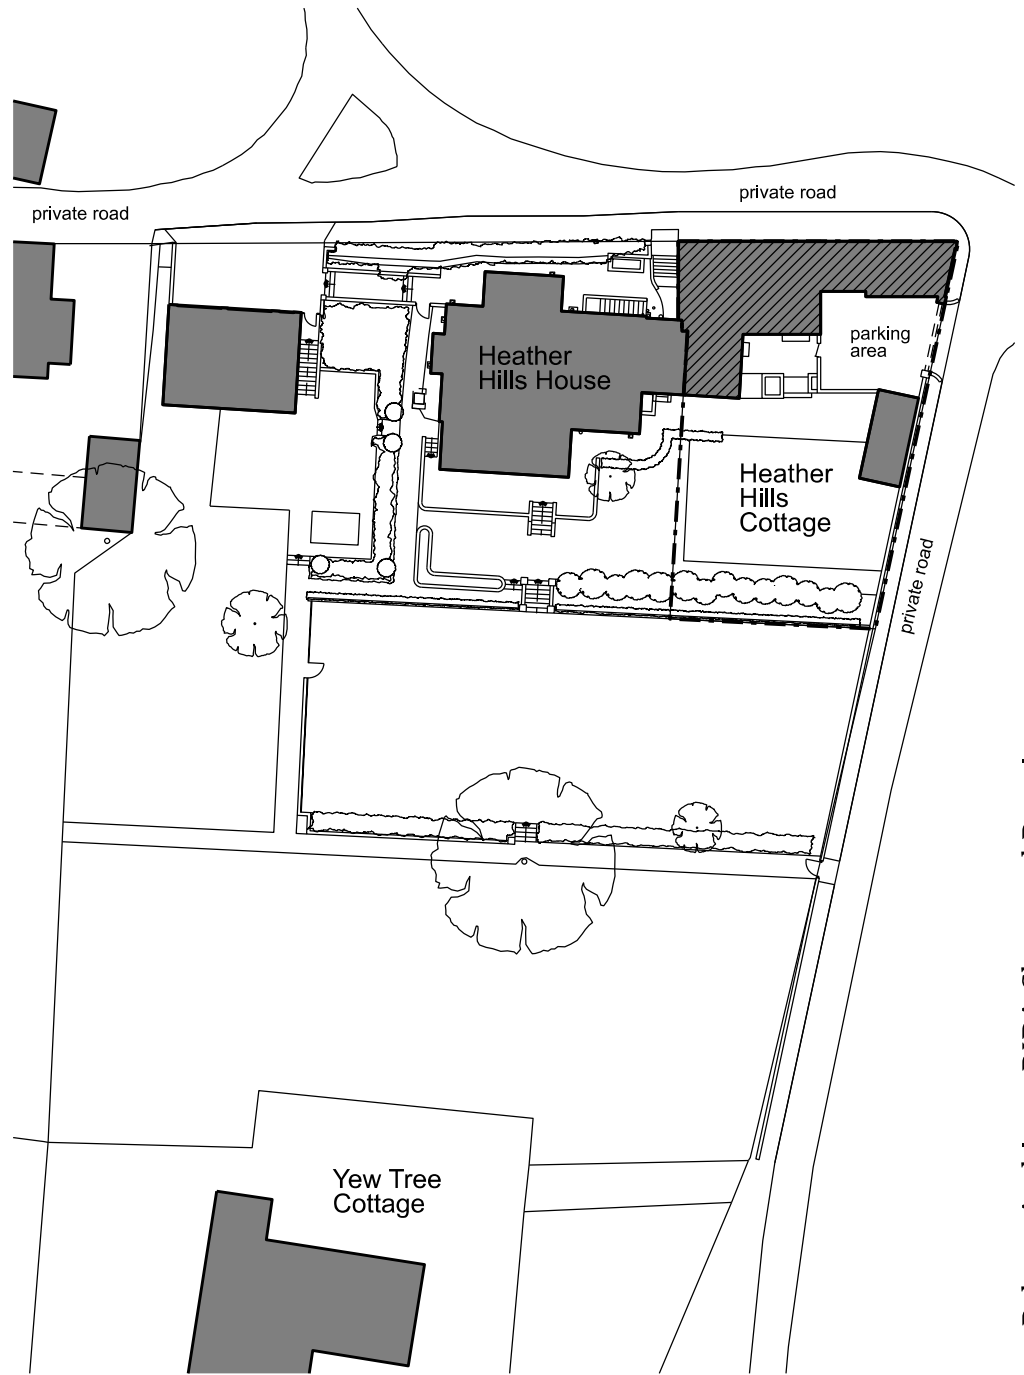 private road
private road
parking
area
Heather
Hills House
Heather
Hills
Cottage
private road
Yew Tree
Cottage